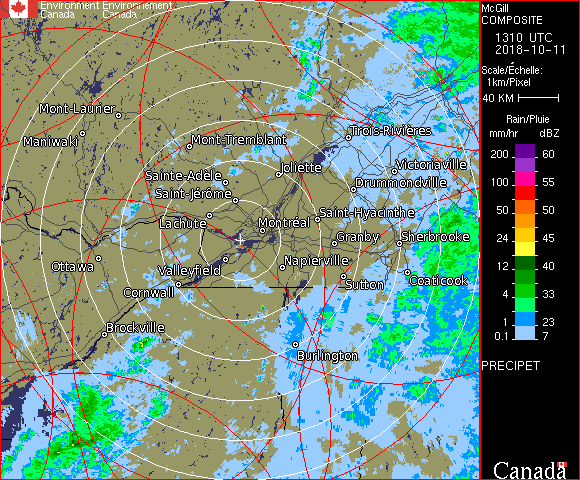 Environment Environnement
Canada Canada
McGill
COMPOSITE
1310 UTC
2018-10-11
Scale/Échelle:
1km/Pixel
40 KM
Rain/Pluie
mm/hr dBZ
200 60
100 55
50 50
24 45
12 40
4 33
1 23
0.1 7
PRECIPET
Canada
Mont-Laurier
Maniwaki
Mont-Tremblant
Trois-Rivières
Joliette
Victoriaville
Sainte-Adèle
Drummondville
Saint-Jérôme
Saint-Hyacinthe
Lachute
Montréal
Granby
Sherbrooke
Ottawa
Valleyfield
Napierville
Coaticook
Cornwall
Sutton
Brockville
Burlington